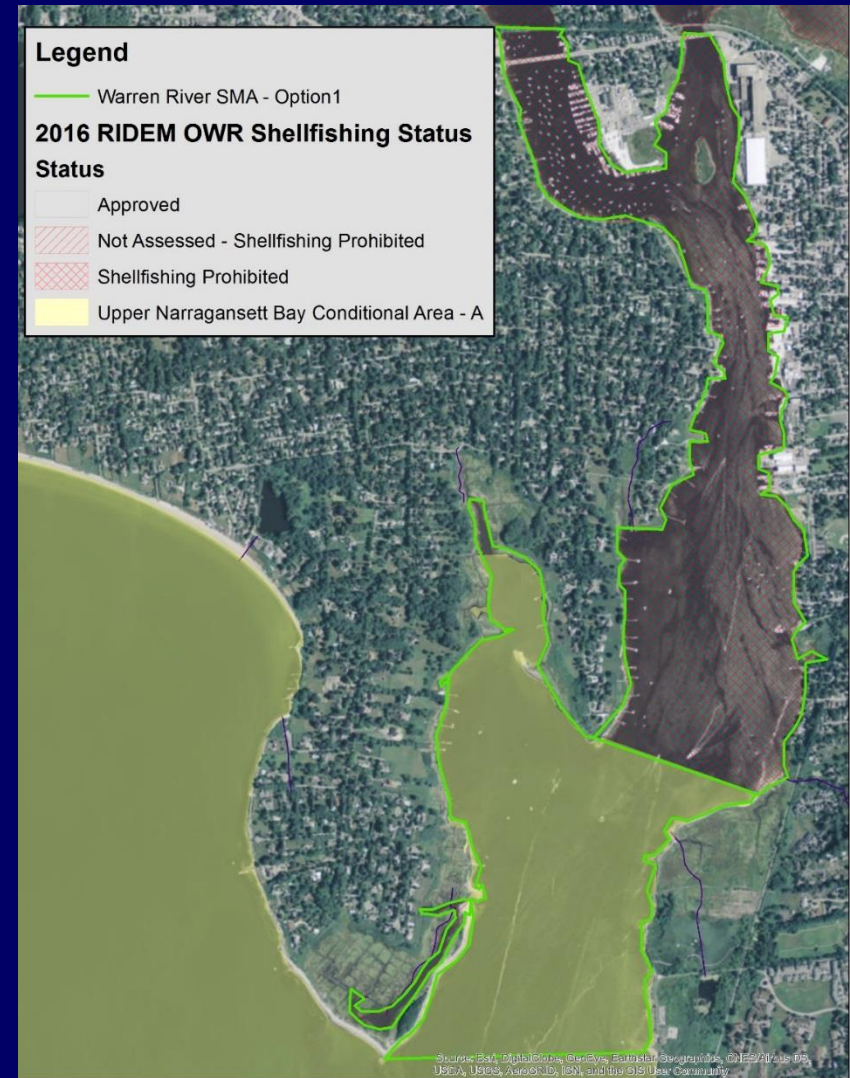 Legend
Warren River SMA - Option1
2016 RIDEM OWR Shellfishing Status
Status
Approved
Not Assessed - Shellfishing Prohibited
Shellfishing Prohibited
Upper Narragansett Bay Conditional Area - A
Source: Esri, DigitalGlobe, GeoEye, Earthstar Geographics, CNES/Airbus DS,
USDA, USGS, AeroGRID, IGN, and the GIS User Community